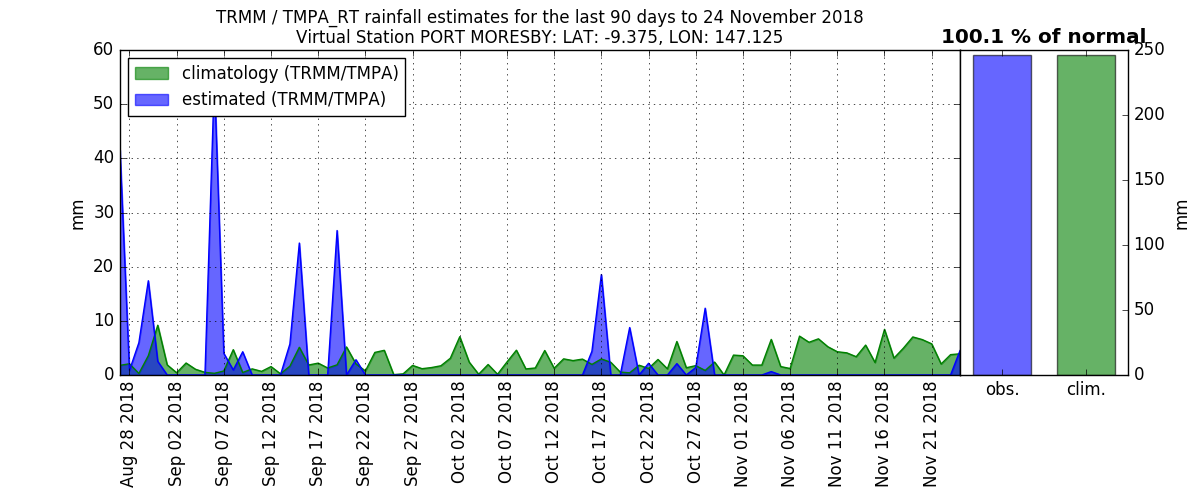 TRMM / TMPA_RT rainfall estimates for the last 90 days to 24 November 2018
Virtual Station PORT MORESBY: LAT: -9.375, LON: 147.125
100.1 % of normal
climatology (TRMM/TMPA)
estimated (TRMM/TMPA)
60
50
40
30
20
10
0
mm
250
200
150
100
50
0
mm
Aug 28 2018
Sep 02 2018
Sep 07 2018
Sep 12 2018
Sep 17 2018
Sep 22 2018
Sep 27 2018
Oct 02 2018
Oct 07 2018
Oct 12 2018
Oct 17 2018
Oct 22 2018
Oct 27 2018
Nov 01 2018
Nov 06 2018
Nov 11 2018
Nov 16 2018
Nov 21 2018
obs.
clim.